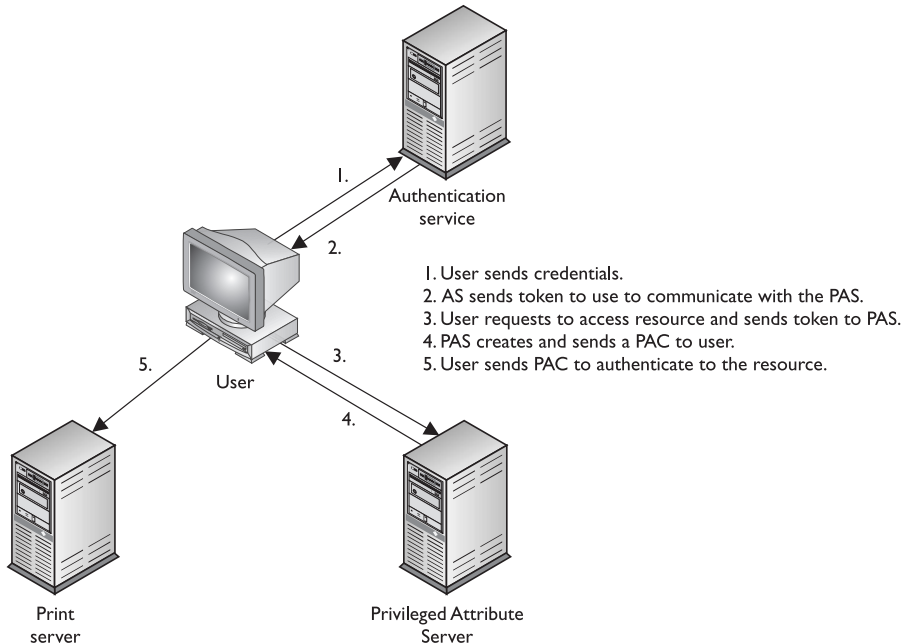 1.
Authentication
service
2.
1. User sends credentials.
2. AS sends token to use to communicate with the PAS.
3. User requests to access resource and sends token to PAS.
4. PAS creates and sends a PAC to user.
5. User sends PAC to authenticate to the resource.
3.
5.
User
4.
Print
server
Privileged Attribute
Server